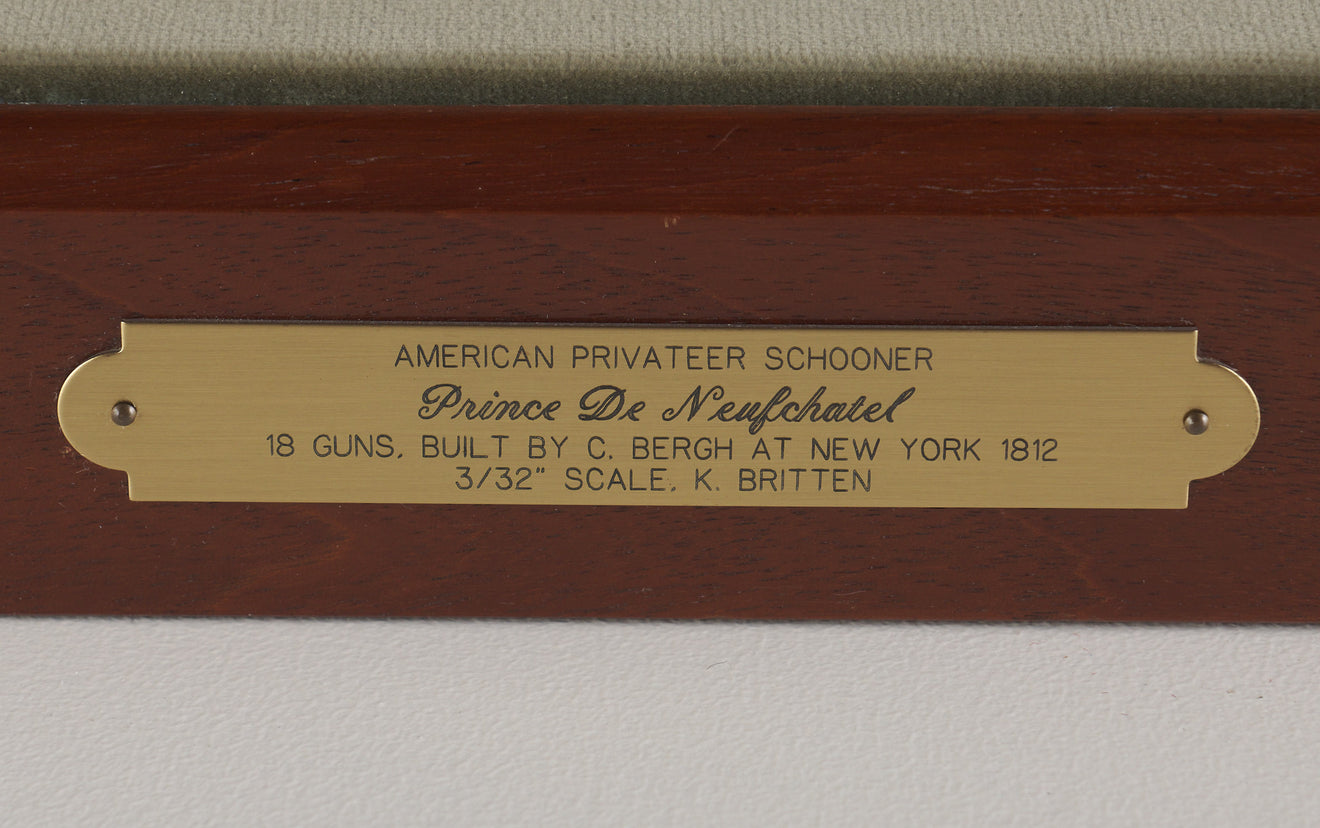 AMERICAN PRIVATEER SCHOONER
Prince De Neufchatel
18 GUNS, BUILT BY C. BERGH AT NEW YORK 1812
3/32" SCALE, K. BRITTEN